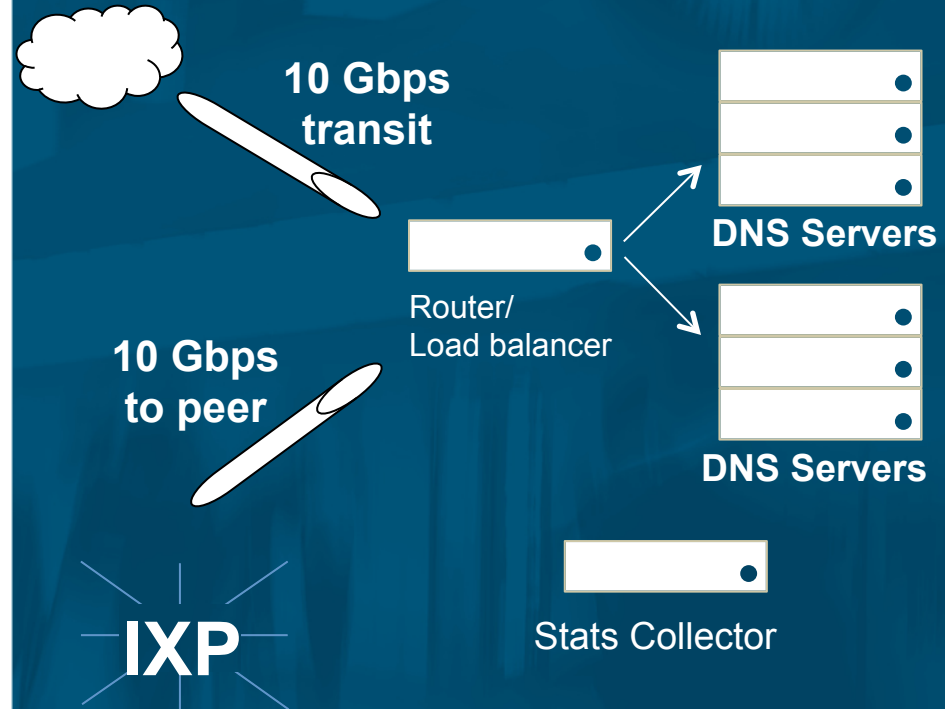 10 Gbps
transit
DNS Servers
Router/
Load balancer
10 Gbps
to peer
DNS Servers
Stats Collector
IXP